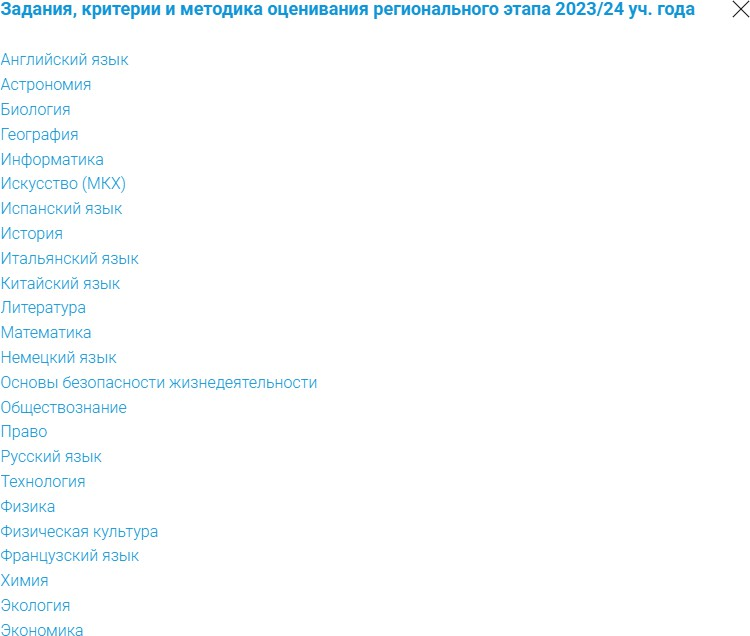 Задания, критерии и методика оценивания регионального этапа 2023/24 уч. года
Английский язык
Астрономия
Биология
География
Информатика
Искусство (МКХ)
Испанский язык
История
Итальянский язык
Китайский язык
Литература
Математика
Немецкий язык
Основы безопасности жизнедеятельности
Обществознание
Право
Русский язык
Технология
Физика
Физическая культура
Французский язык
Химия
Экология
Экономика